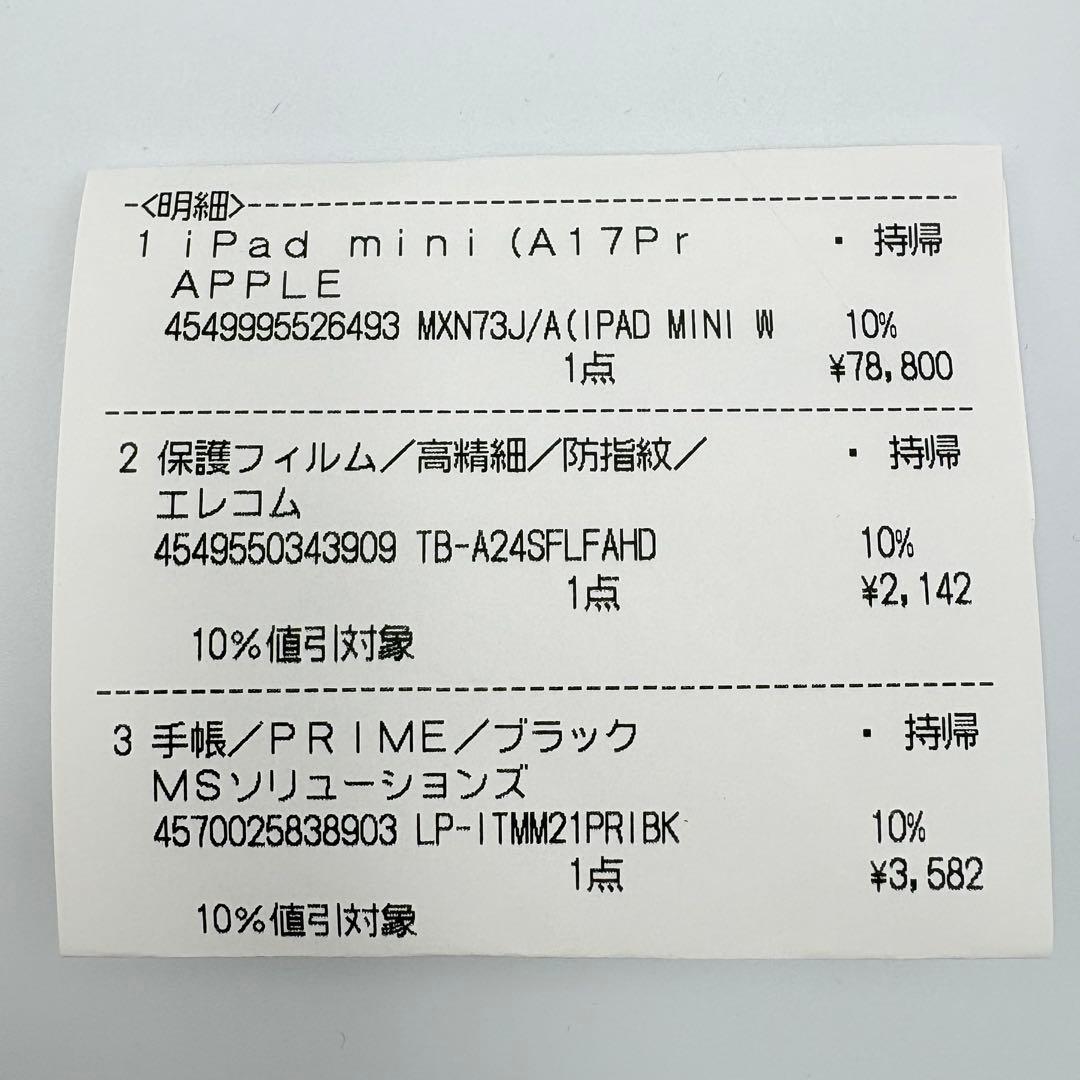 -<明細>--------------------------------
1 iPad mini (A17Pr ・ 持帰
APPLE
4549995526493 MXN73J/A(IPAD MINI W 10%
1点 ¥78,800
2 保護フィルム/高精細/防指紋/ ・ 持帰
エレコム
4549550343909 TB-A24SFLFAHD 10%
1点 ¥2,142
10%値引対象
3 手帳/PRIME/ブラック ・ 持帰
MSソリューションズ
4570025838903 LP-ITMM21PRIBK 10%
1点 ¥3,582
10%値引対象